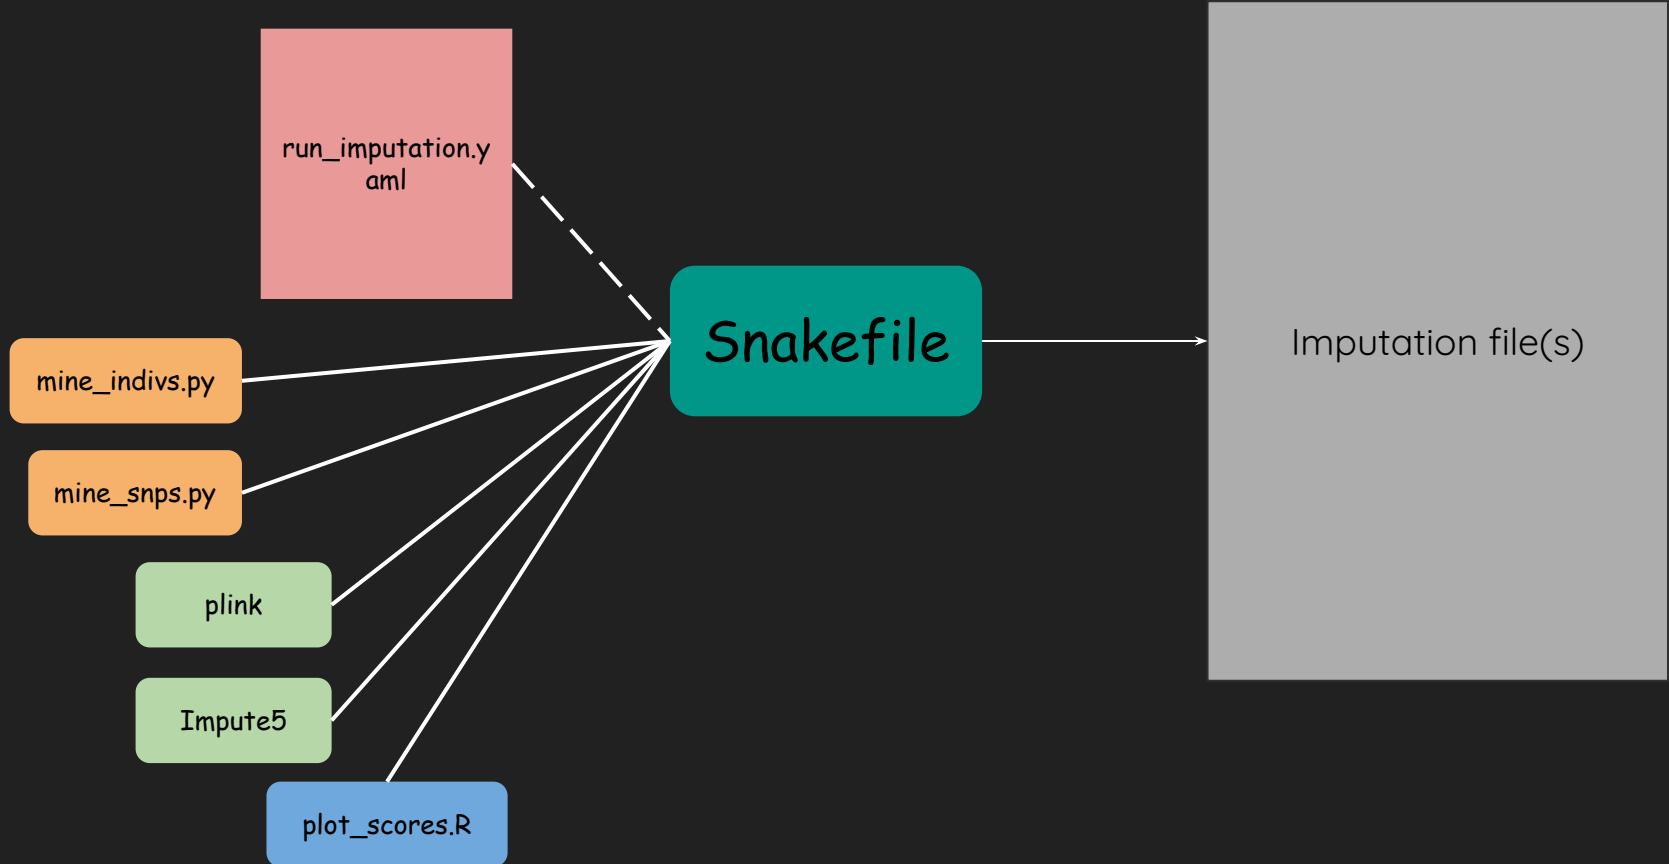 run_imputation.y
aml
Snakefile
Imputation file(s)
mine_indivs.py
mine_snps.py
plink
Impute5
plot_scores.R